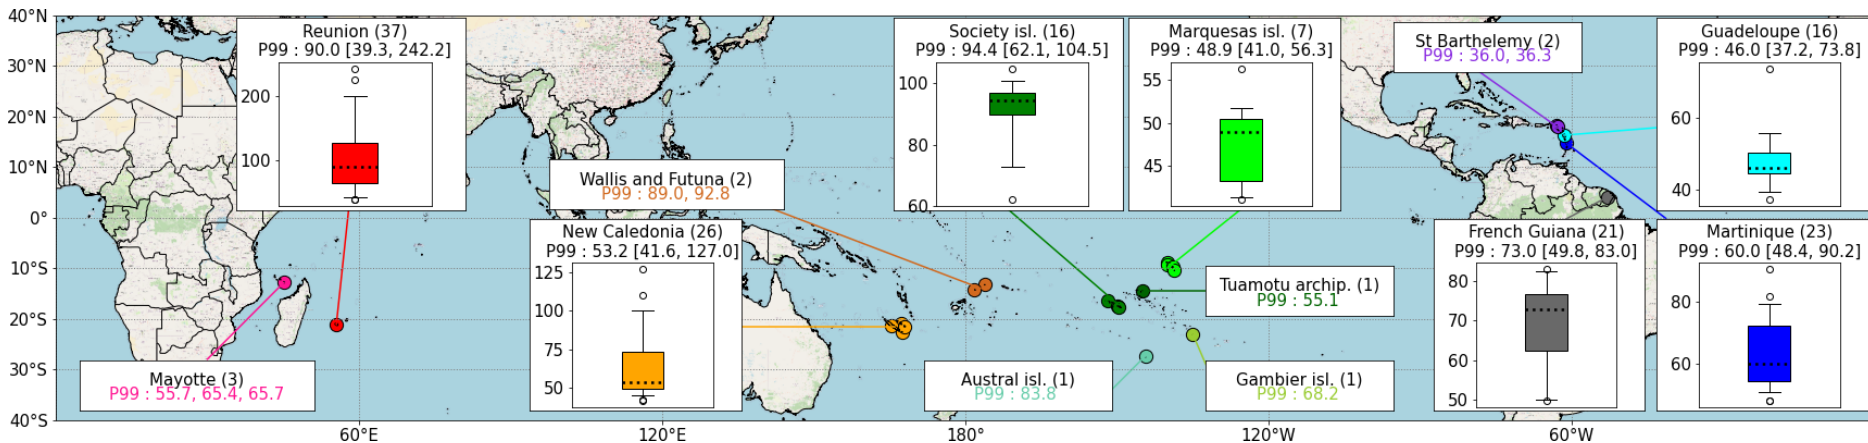 40°N
30°N
20°N
10°N
0°
10°S
20°S
30°S
40°S
60°E
120°E
180°
120°W
60°W
Reunion (37)
P99 : 90.0 [39.3, 242.2]
200
100
Mayotte (3)
P99 : 55.7, 65.4, 65.7
Wallis and Futuna (2)
P99 : 89.0, 92.8
New Caledonia (26)
P99 : 53.2 [41.6, 127.0]
125
100
75
50
Society isl. (16)
P99 : 94.4 [62.1, 104.5]
100
80
60
Marquesas isl. (7)
P99 : 48.9 [41.0, 56.3]
55
50
45
Tuamotu archip. (1)
P99 : 55.1
Austral isl. (1)
P99 : 83.8
Gambier isl. (1)
P99 : 68.2
St Barthelemy (2)
P99 : 36.0, 36.3
Guadeloupe (16)
P99 : 46.0 [37.2, 73.8]
60
40
French Guiana (21)
P99 : 73.0 [49.8, 83.0]
80
70
60
50
Martinique (23)
P99 : 60.0 [48.4, 90.2]
80
60